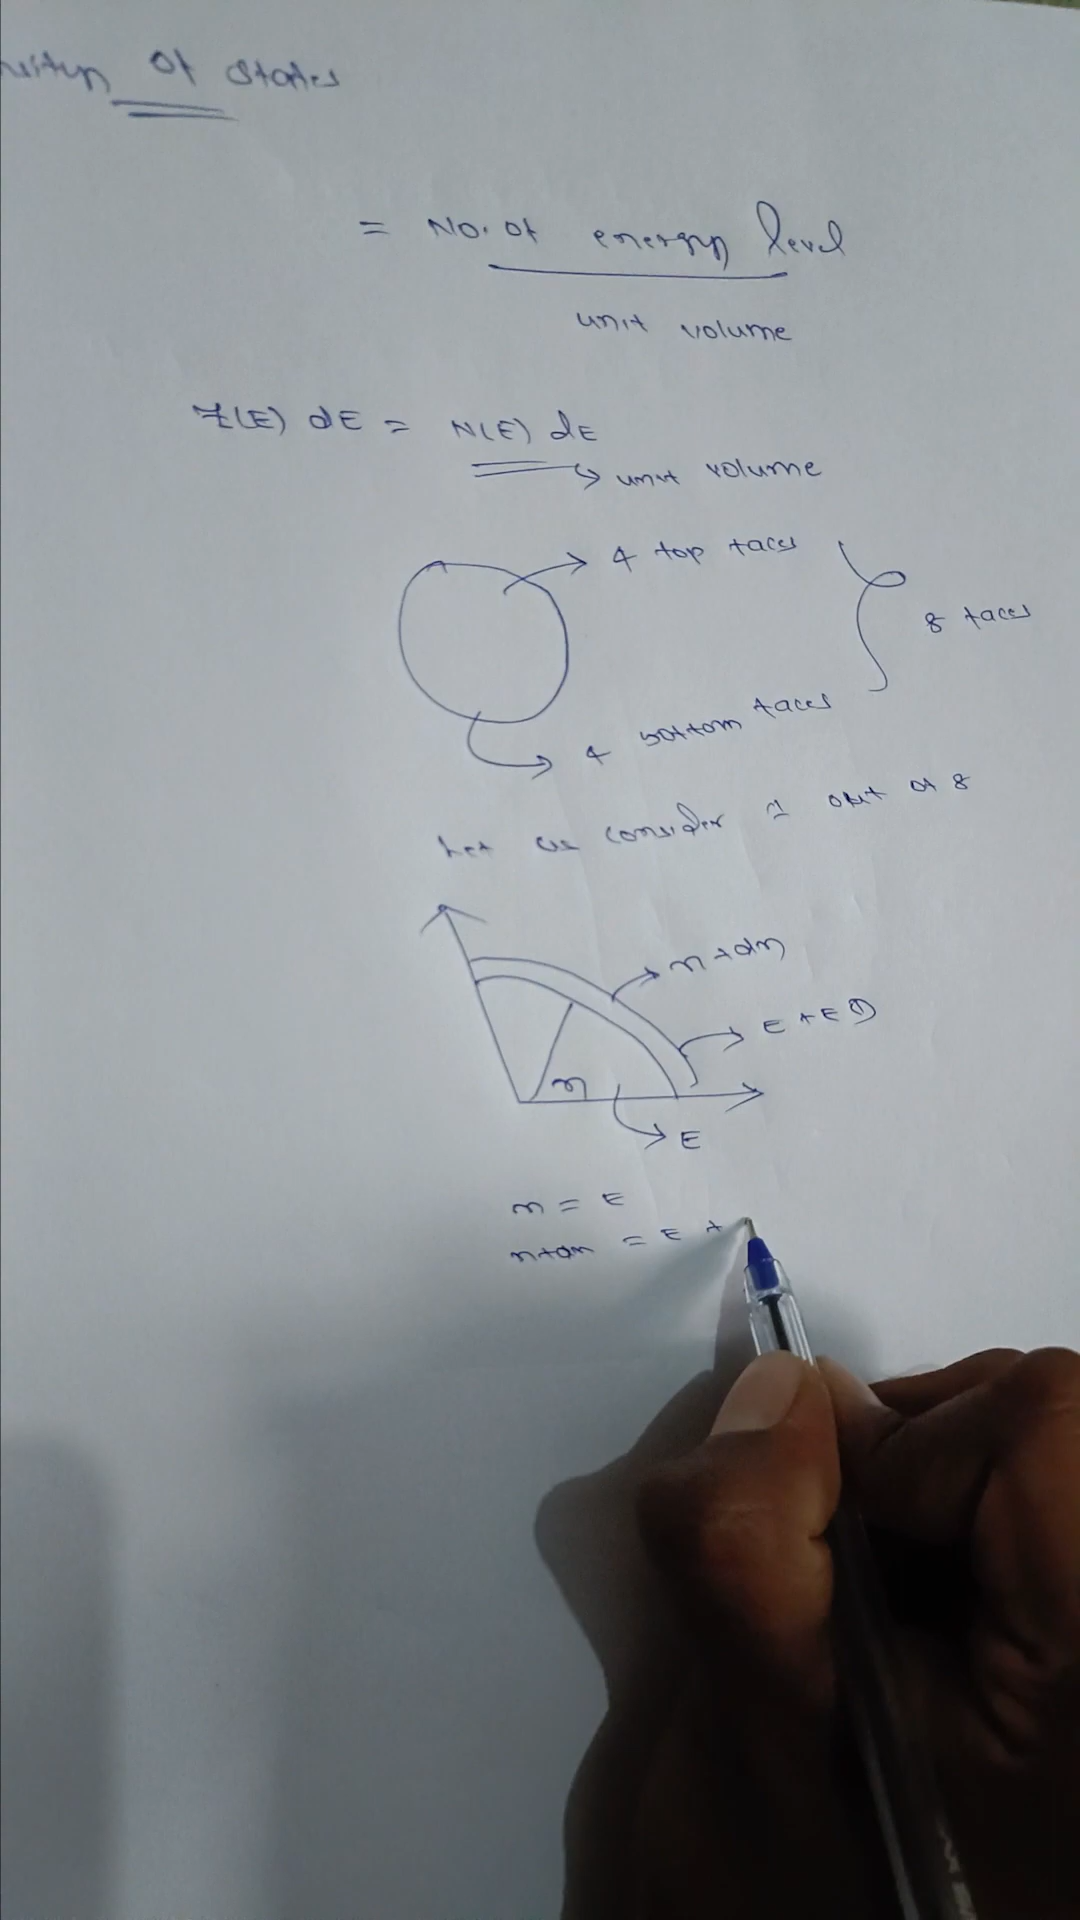 of states
= No. of energy level
unit volume
Z(E) dE = N(E) dE
unit volume
4 top faces
8 faces
4 bottom faces
Let us consider 1 out of 8
n+dn
E + E
n
E
n = E
n+dn = E +